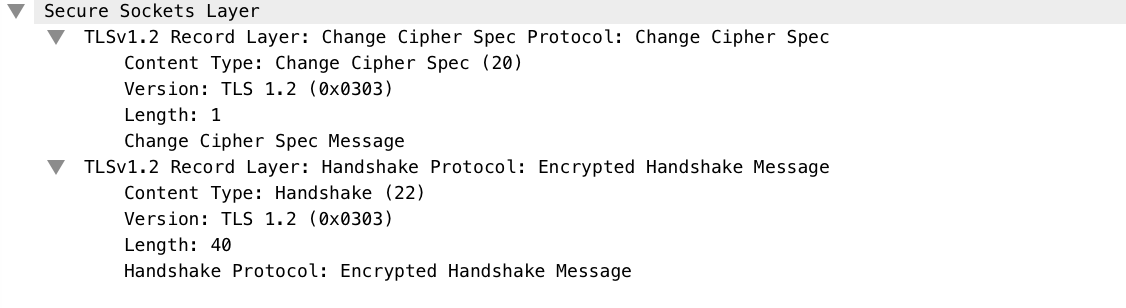 Secure Sockets Layer
TLSv1.2 Record Layer: Change Cipher Spec Protocol: Change Cipher Spec
Content Type: Change Cipher Spec (20)
Version: TLS 1.2 (0x0303)
Length: 1
Change Cipher Spec Message
TLSv1.2 Record Layer: Handshake Protocol: Encrypted Handshake Message
Content Type: Handshake (22)
Version: TLS 1.2 (0x0303)
Length: 40
Handshake Protocol: Encrypted Handshake Message